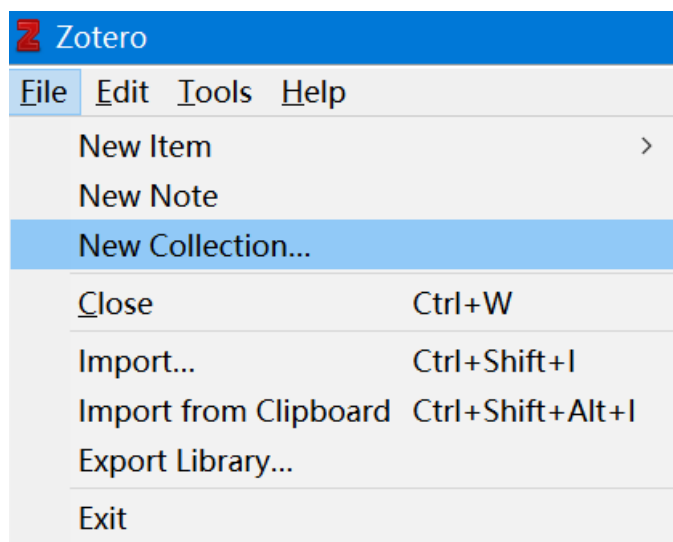 Z Zotero
File Edit Tools Help
New Item >
New Note
New Collection...
Close Ctrl+W
Import... Ctrl+Shift+I
Import from Clipboard Ctrl+Shift+Alt+I
Export Library...
Exit